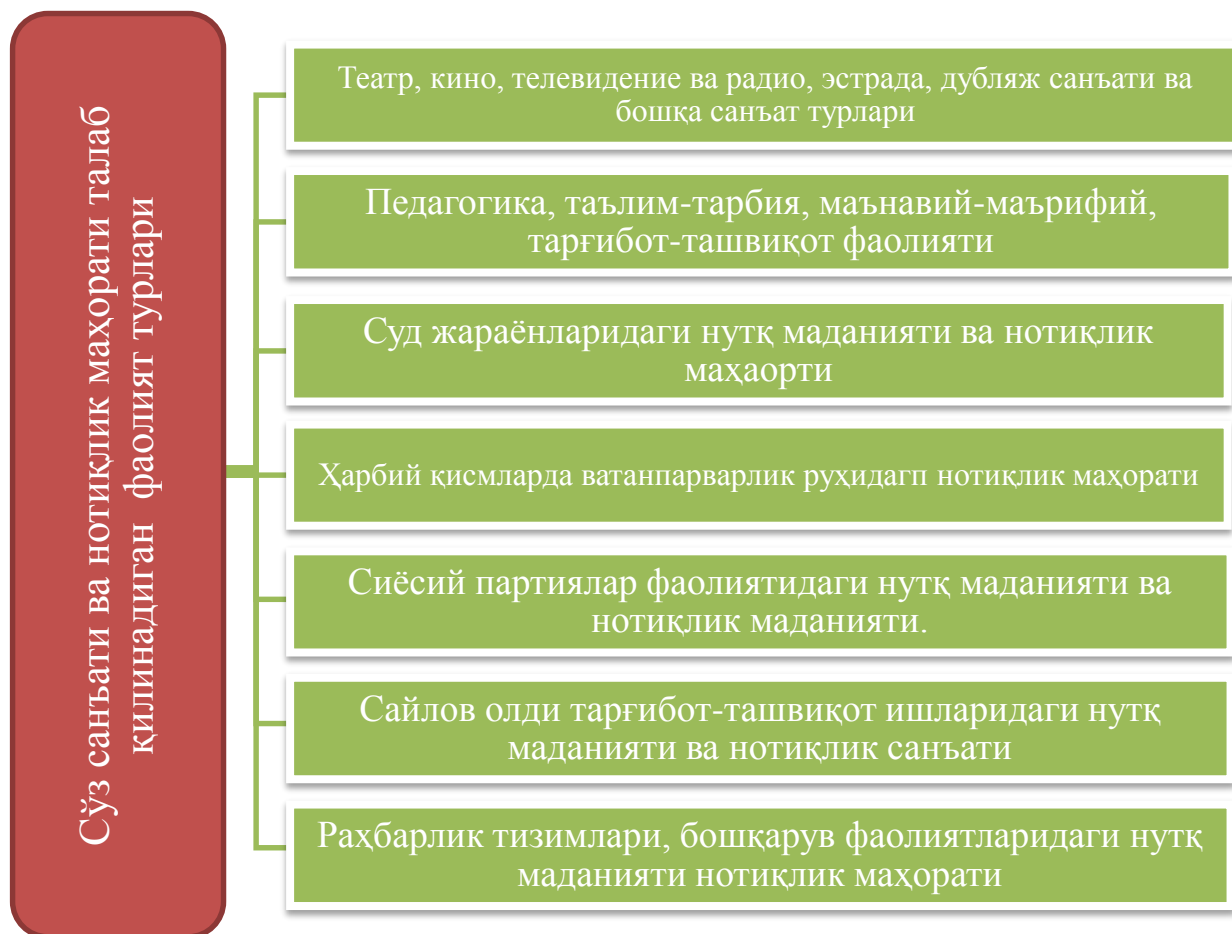 Сўз санъати ва нотиқлик маҳорати талаб
қилинадиган фаолият турлари
Театр, кино, телевидение ва радио, эстрада, дубляж санъати ва
бошқа санъат турлари
Педагогика, таълим-тарбия, маънавий-маърифий,
тарғибот-ташвиқот фаолияти
Суд жараёнларидаги нутқ маданияти ва нотиқлик
маҳаорти
Ҳарбий қисмларда ватанпарварлик руҳидагп нотиқлик маҳорати
Сиёсий партиялар фаолиятидаги нутқ маданияти ва
нотиқлик маданияти.
Сайлов олди тарғибот-ташвиқот ишларидаги нутқ
маданияти ва нотиқлик санъати
Раҳбарлик тизимлари, бошқарув фаолиятларидаги нутқ
маданияти нотиқлик маҳорати